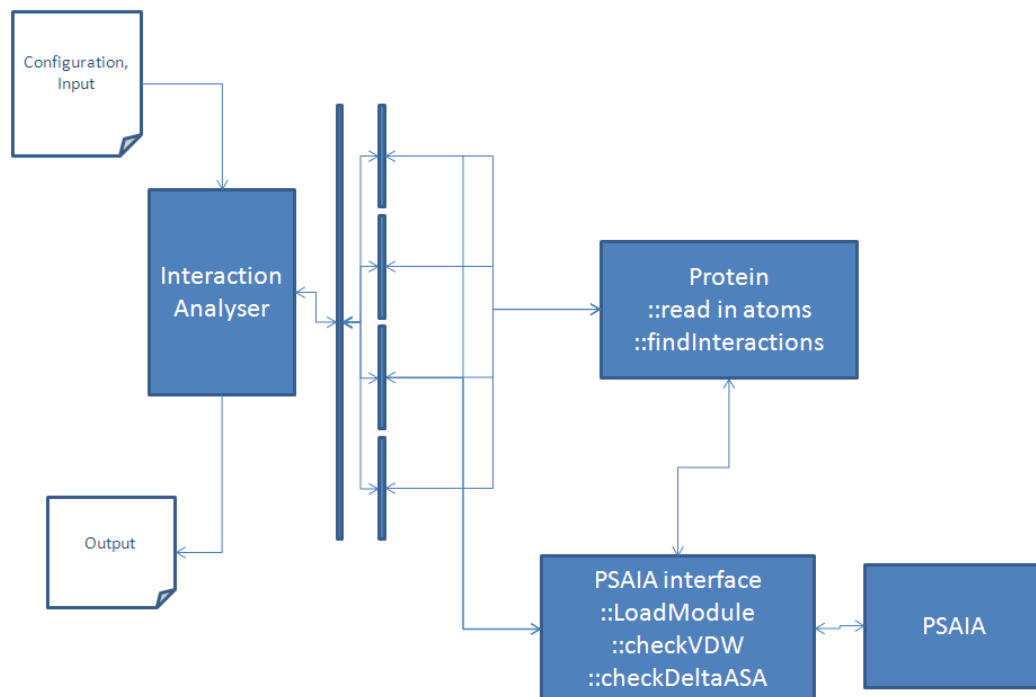 Configuration,
Input
Interaction
Analyser
Protein
::read in atoms
::findInteractions
Output
PSAIA interface
::LoadModule
::checkVDW
::checkDeltaASA
PSAIA